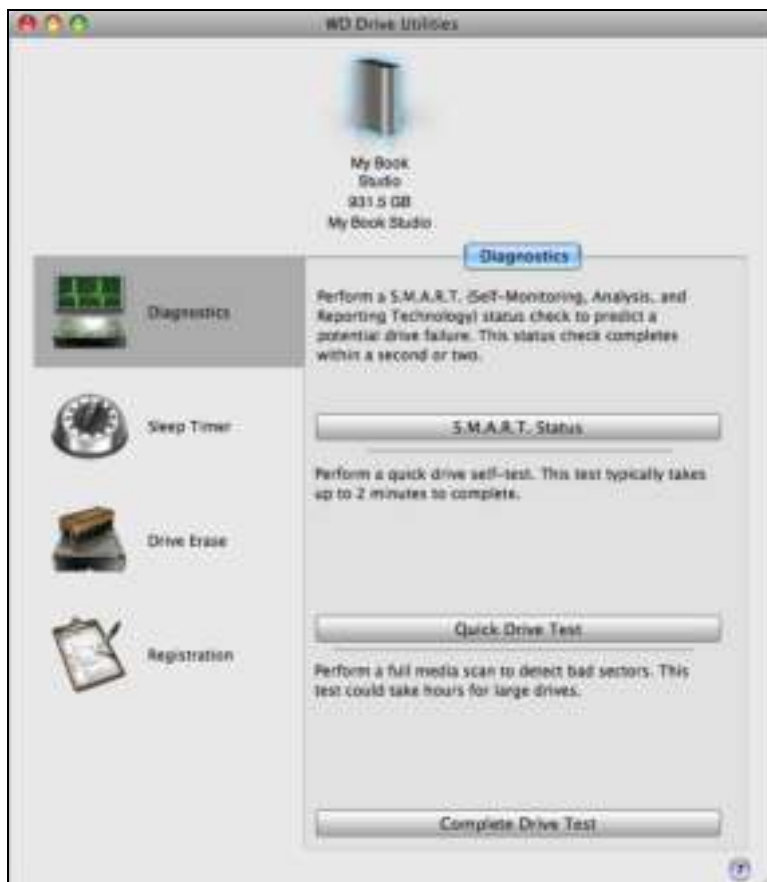 WD Drive Utilities
My Book
Studio
931.5 GB
My Book Studio
Diagnostics
Diagnostics
Perform a S.M.A.R.T. (Self-Monitoring, Analysis, and
Reporting Technology) status check to predict a
potential drive failure. This status check completes
within a second or two.
Sleep Timer
S.M.A.R.T. Status
Perform a quick drive self-test. This test typically takes
up to 2 minutes to complete.
Drive Erase
Quick Drive Test
Registration
Perform a full media scan to detect bad sectors. This
test could take hours for large drives.
Complete Drive Test
?